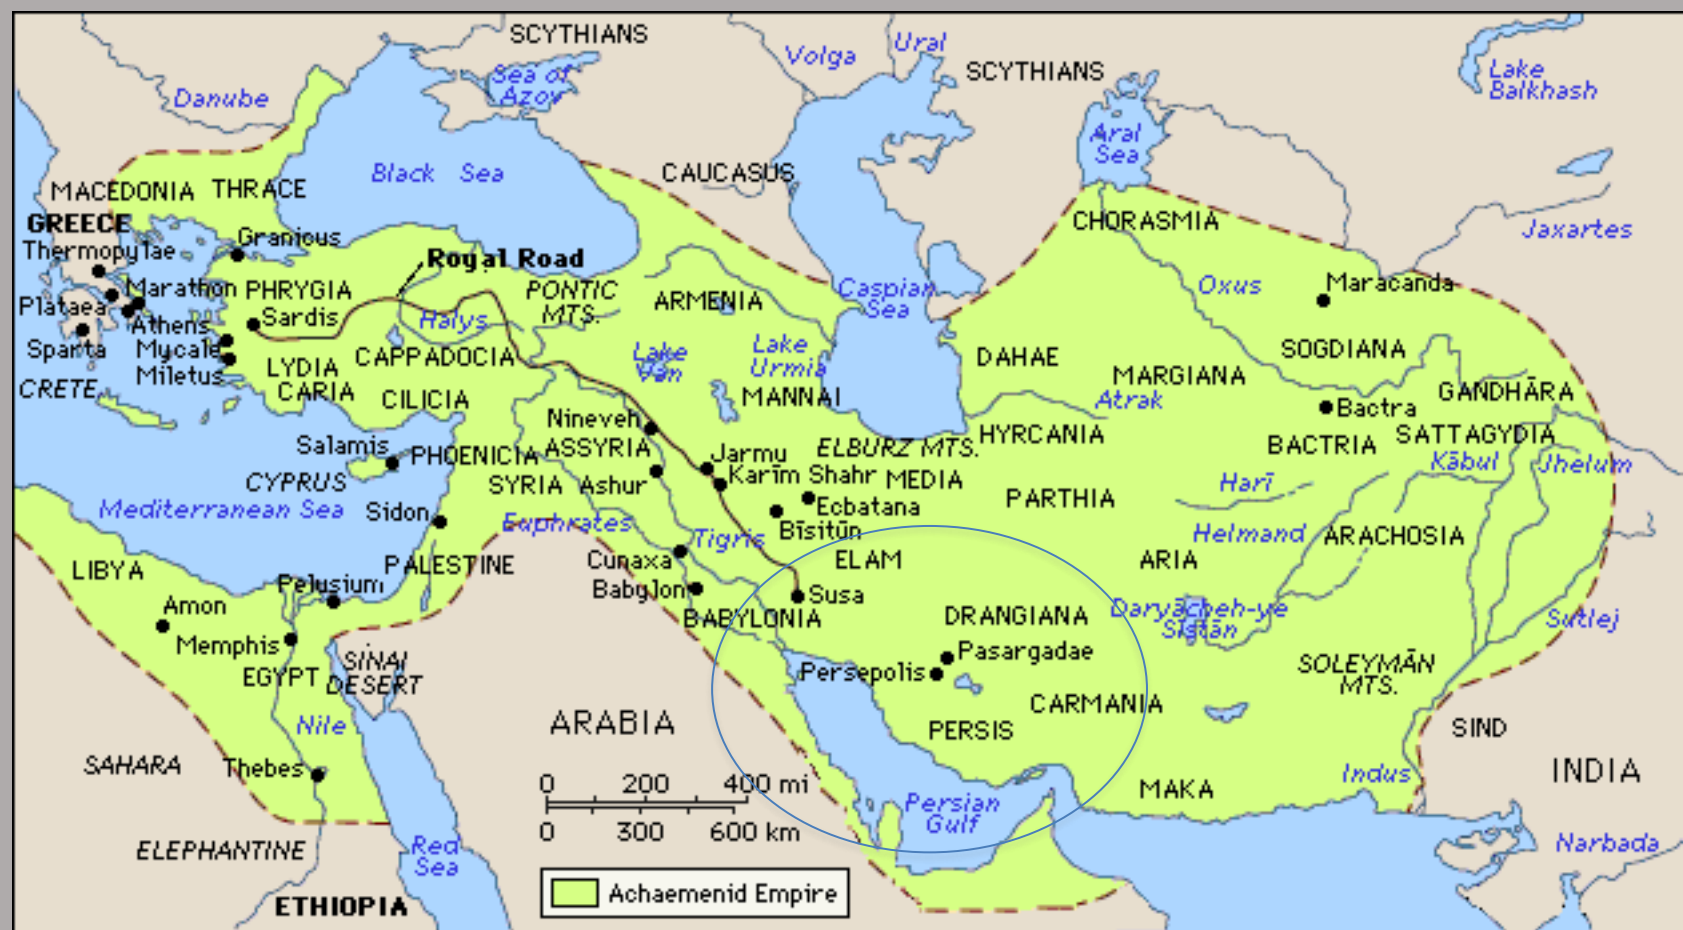 SCYTHIANS
Volga
Ural
SCYTHIANS
Sea of
Azov
Lake
Balkhash
Danube
Aral
Sea
Black Sea
CAUCASUS
MACEDONIA
THRACE
CHORASMIA
GREECE
Jaxartes
Thermopylae
Granicus
Royal Road
Marathon
PHRYGIA
PONTIC
MTS.
ARMENIA
Caspian
Sea
Oxus
Maracanda
Plataea
Athens
Sardis
Halys
Sparta
Mycale
Miletus
LYDIA
CARIA
CAPPADOCIA
CILICIA
Lake
Van
Lake
Urmia
MANNAI
DAHAE
MARGIANA
Atrak
SOGDIANA
GANDHĀRA
CRETE
Nineveh
Bactra
Salamis
PHOENICIA
ASSYRIA
Jarmu
ELBURZ MTS.
HYRCANIA
BACTRIA
SATTAGYDIA
CYPRUS
SYRIA
Ashur
Karīm Shahr
MEDIA
PARTHIA
Harī
Kābul
Jhelum
Mediterranean Sea
Sidon
Euphrates
Tigris
Ecbatana
Bīsitūn
Helmand
ARACHOSIA
LIBYA
PALESTINE
Cunaxa
ELAM
ARIA
Pelusium
Babylon
Susa
Amon
BABYLONIA
DRANGIANA
Daryācheh-ye
Sīstān
Sutlej
Memphis
SINAI
DESERT
EGYPT
Pasargadae
Persepolis
SOLEYMĀN
MTS.
CARMANIA
Nile
ARABIA
PERSIS
SIND
SAHARA
Thebes
0 200 400 mi
0 300 600 km
MAKA
Indus
INDIA
Persian
Gulf
ELEPHANTINE
Red
Sea
Narbada
ETHIOPIA
Achaemenid Empire